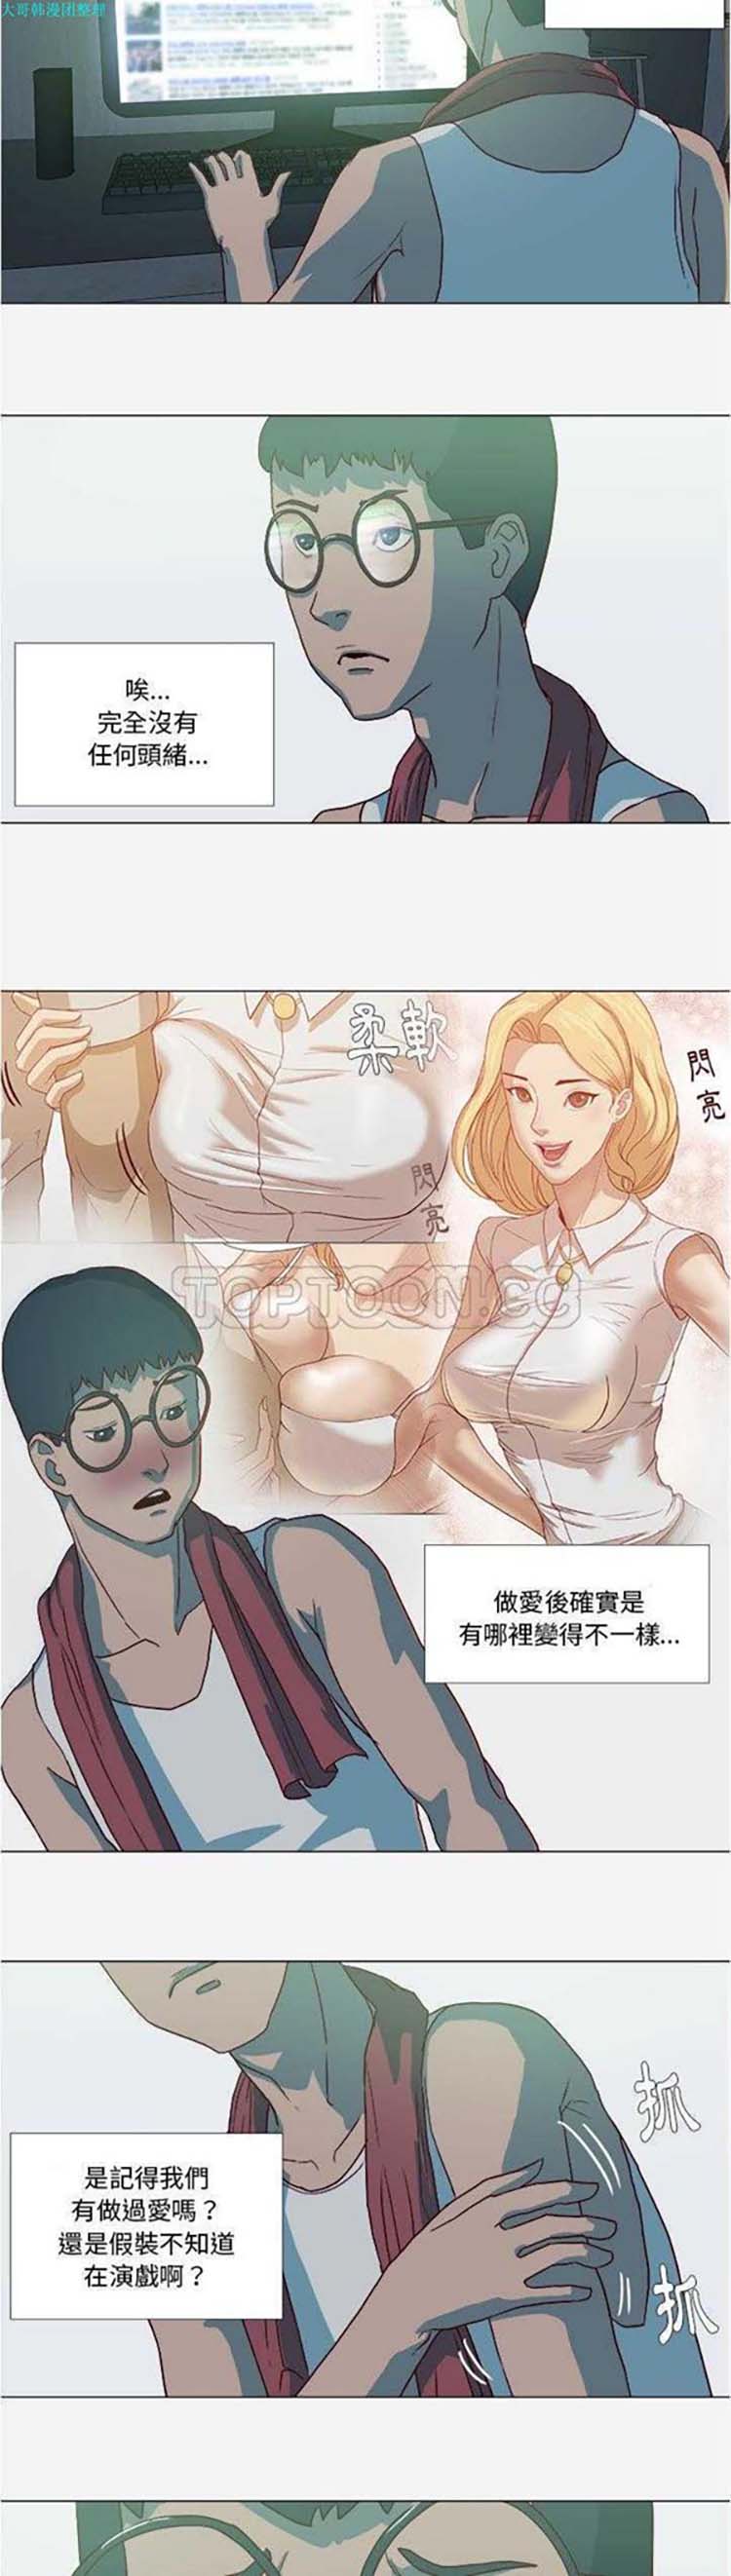 大哥韩漫团整理
唉...
完全沒有
任何頭緒...
柔軟
閃亮
閃亮
TOPTOON.CC
做愛後確實是
有哪裡變得不一樣...
抓
是記得我們
有做過愛嗎？
還是假裝不知道
在演戲啊？
抓